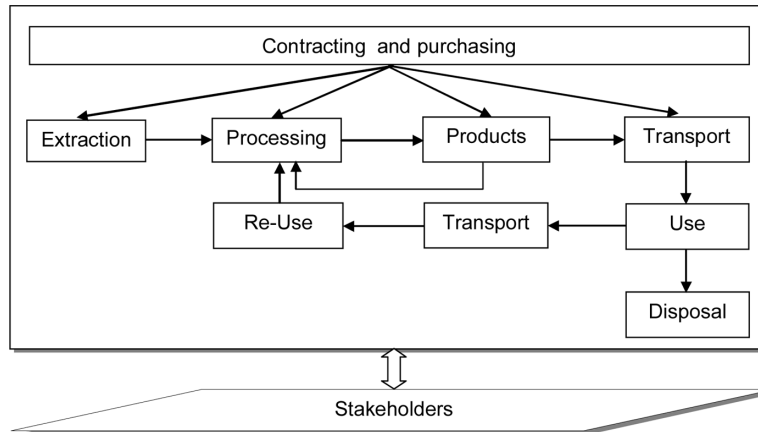 Contracting and purchasing
Extraction
Processing
Products
Transport
Re-Use
Transport
Use
Disposal
Stakeholders